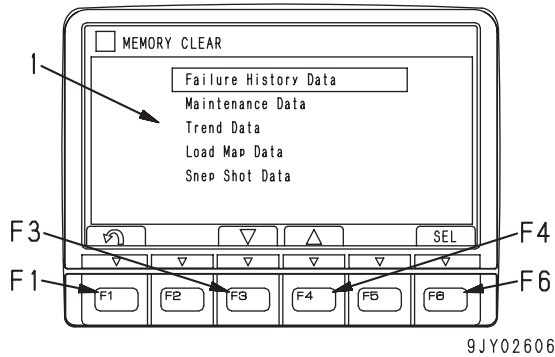 MEMORY CLEAR
1
Failure History Data
Maintenance Data
Trend Data
Load Map Data
Snep Shot Data
SEL
F3
F4
F1
F1 F2 F3 F4 F5 F6
F6
9JY02606